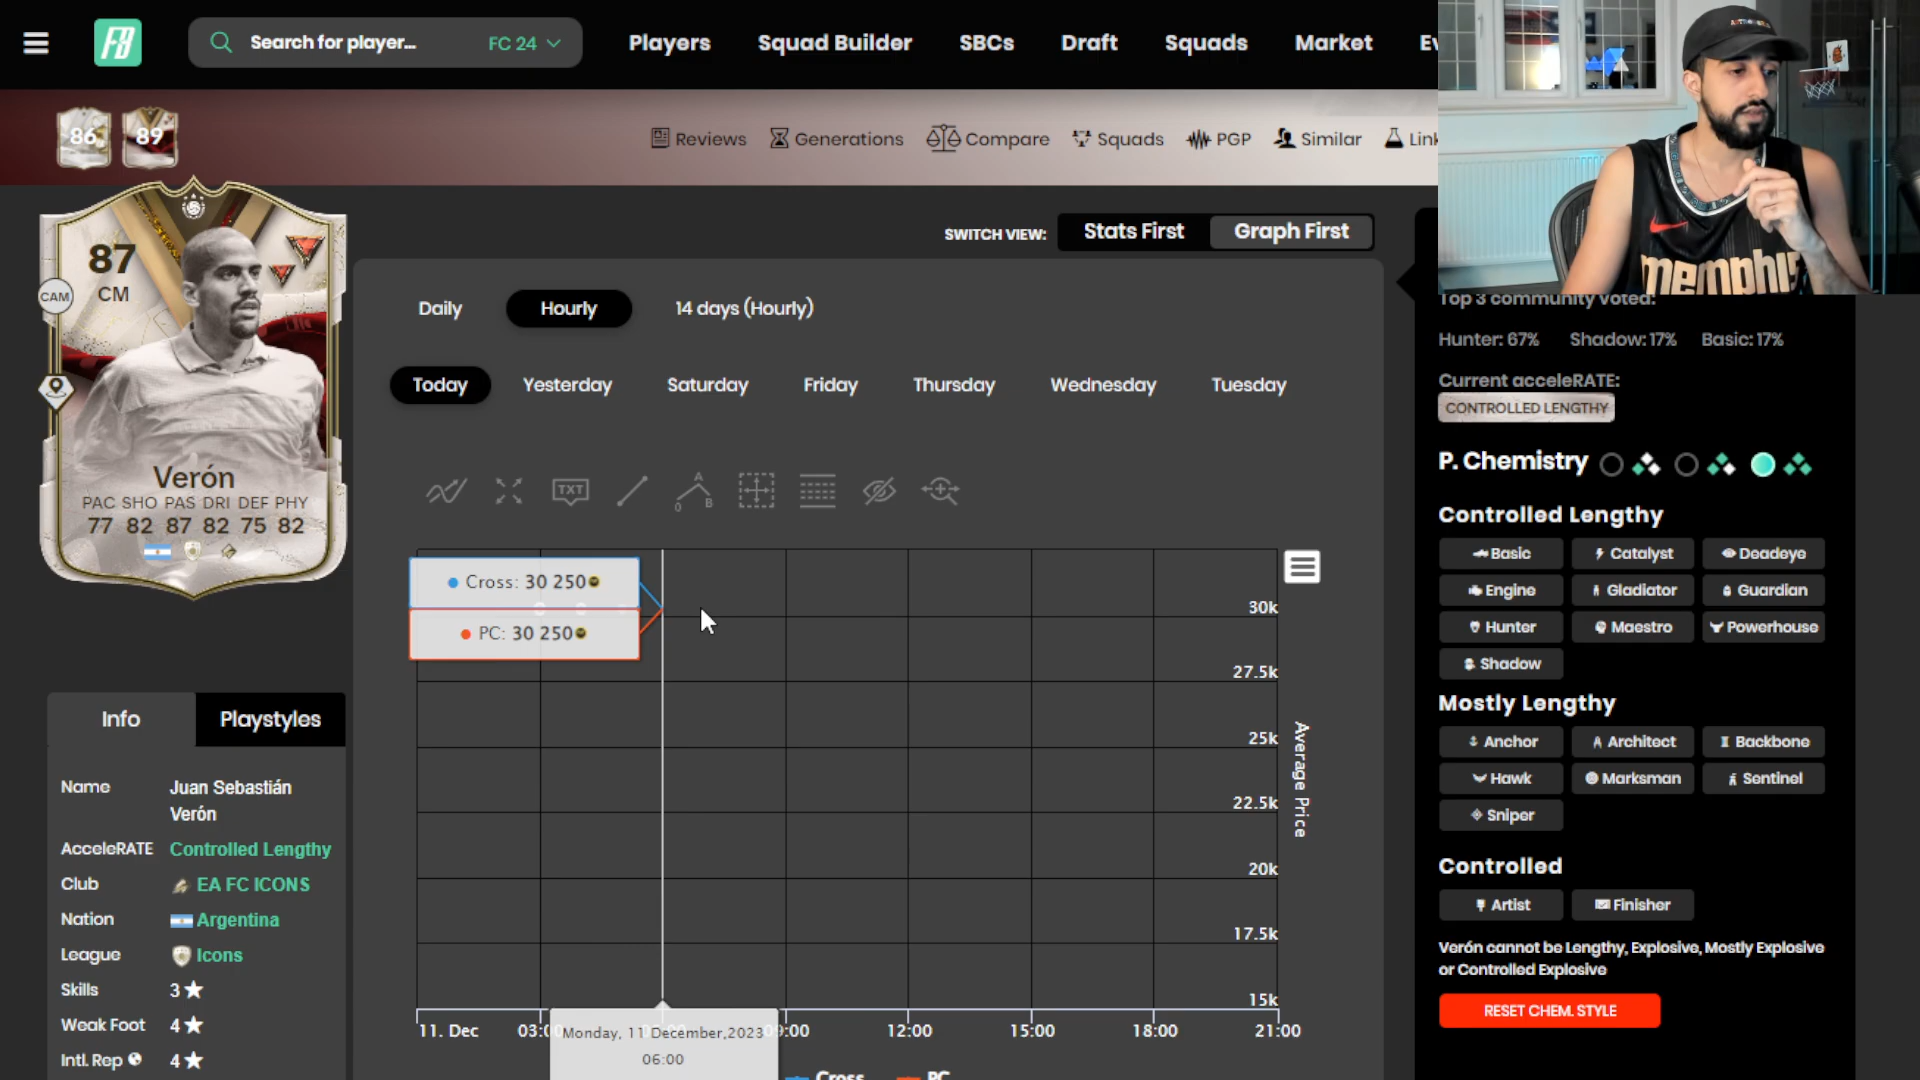 Search for player...
FC 24
Players
Squad Builder
SBCs
Draft
Squads
Market
86
89
Reviews
Generations
Compare
Squads
PGP
Similar
SWITCH VIEW:
Stats First
Graph First
87
CM
CAM
Verón
PAC SHO PAS DRI DEF PHY
77 82 87 82 75 82
Daily
Hourly
14 days (Hourly)
Today
Yesterday
Saturday
Friday
Thursday
Wednesday
Tuesday
TXT
A
0 B
Cross: 30 250
PC: 30 250
30k
27.5k
25k
22.5k
20k
17.5k
15k
Average Price
11. Dec
12:00
15:00
18:00
21:00
Monday, 11 December,2023
06:00
Cross
PC
Info
Playstyles
Name Juan Sebastián
Verón
AcceleRATE Controlled Lengthy
Club EA FC ICONS
Nation Argentina
League Icons
Skills 3★
Weak Foot 4★
Intl. Rep 4★
memphis
Top 3 community voted:
Hunter: 67% Shadow: 17% Basic: 17%
Current acceleRATE:
CONTROLLED LENGTHY
P. Chemistry
Controlled Lengthy
Basic Catalyst Deadeye
Engine Gladiator Guardian
Hunter Maestro Powerhouse
Shadow
Mostly Lengthy
Anchor Architect Backbone
Hawk Marksman Sentinel
Sniper
Controlled
Artist Finisher
Verón cannot be Lengthy, Explosive, Mostly Explosive
or Controlled Explosive
RESET CHEM. STYLE